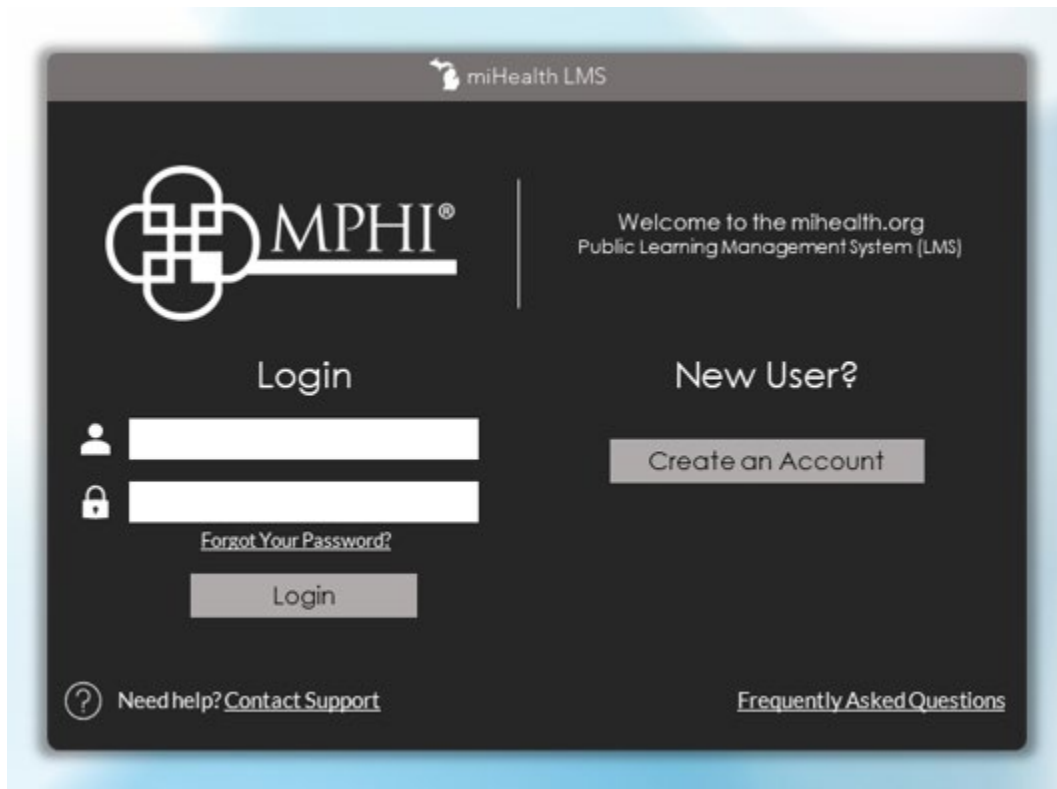 miHealth LMS
MPHI®
Welcome to the mihealth.org
Public Learning Management System (LMS)
Login
New User?
Create an Account
Forgot Your Password?
Login
Need help? Contact Support
Frequently Asked Questions